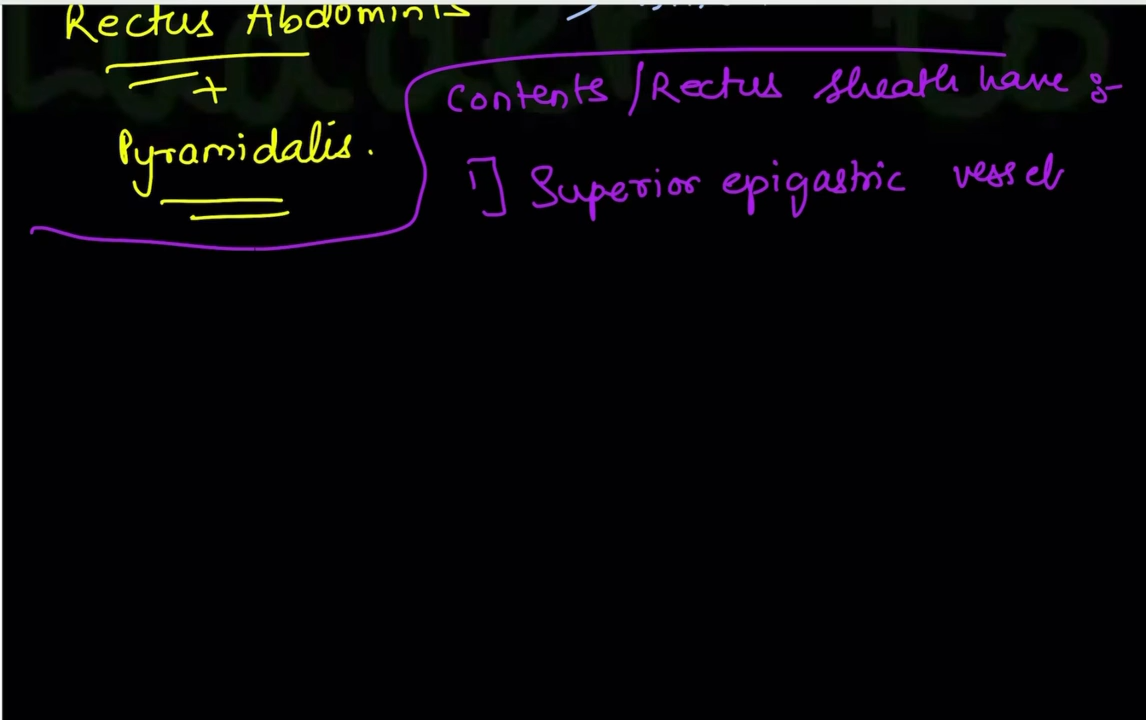 Rectus Abdominis
+
Pyramidalis.
Contents / Rectus sheath have :-
1] Superior epigastric vessel